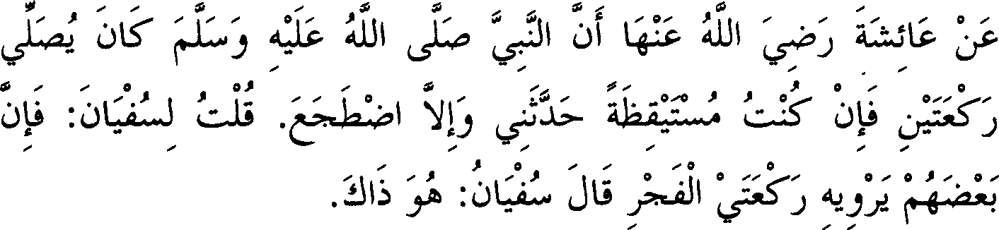 عَنْ عَائِشَةَ رَضِيَ اللَّهُ عَنْهَا أَنَّ النَّبِيَّ صَلَّى اللَّهُ عَلَيْهِ وَسَلَّمَ كَانَ يُصَلِّي
رَكْعَتَيْنِ فَإِنْ كُنْتُ مُسْتَيْقِظَةً حَدَّثَنِي وَإِلاَّ اضْطَجَعَ. قُلْتُ لِسُفْيَانَ: فَإِنَّ
بَعْضَهُمْ يَرْوِيهِ رَكْعَتَيْ الْفَجْرِ قَالَ سُفْيَانُ: هُوَ ذَاكَ.